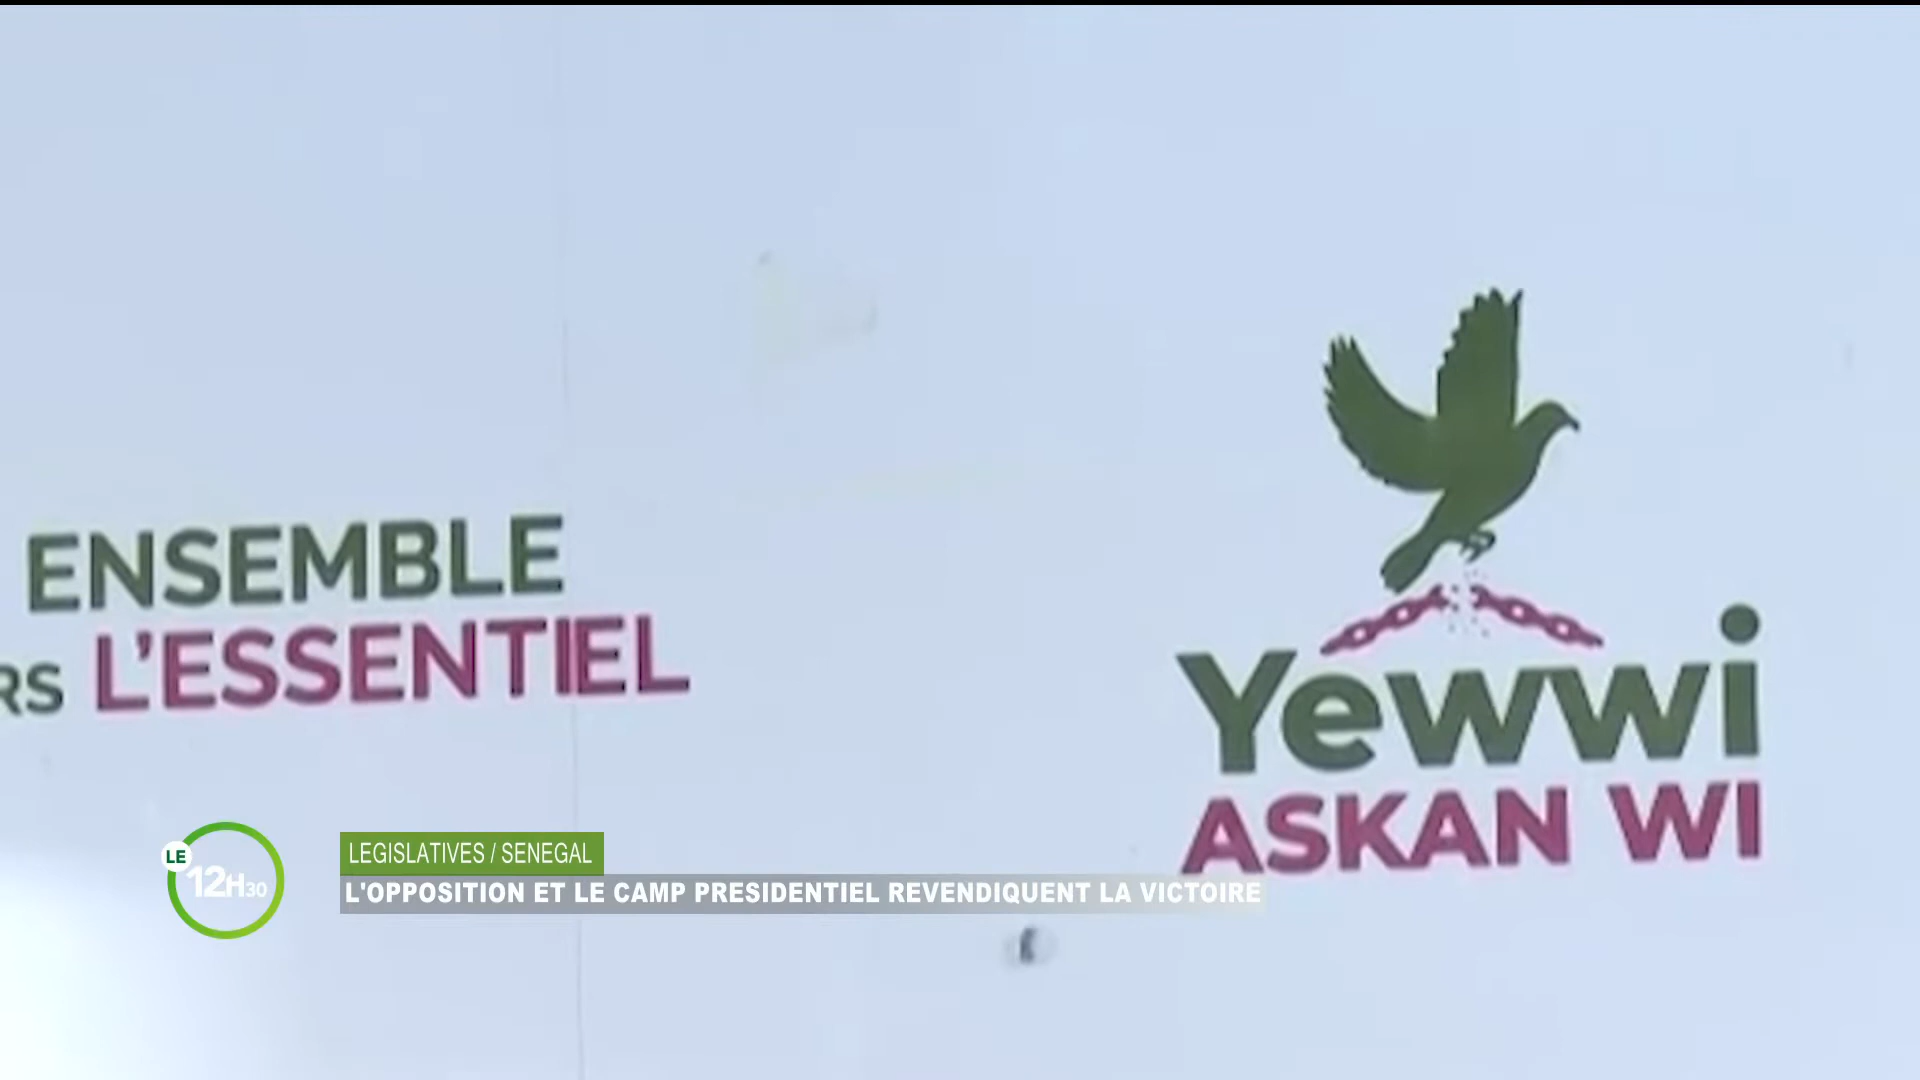 ENSEMBLE
RS L'ESSENTIEL
Yewwi
ASKAN WI
LE
12H30
LEGISLATIVES / SENEGAL
L'OPPOSITION ET LE CAMP PRESIDENTIEL REVENDIQUENT LA VICTOIRE